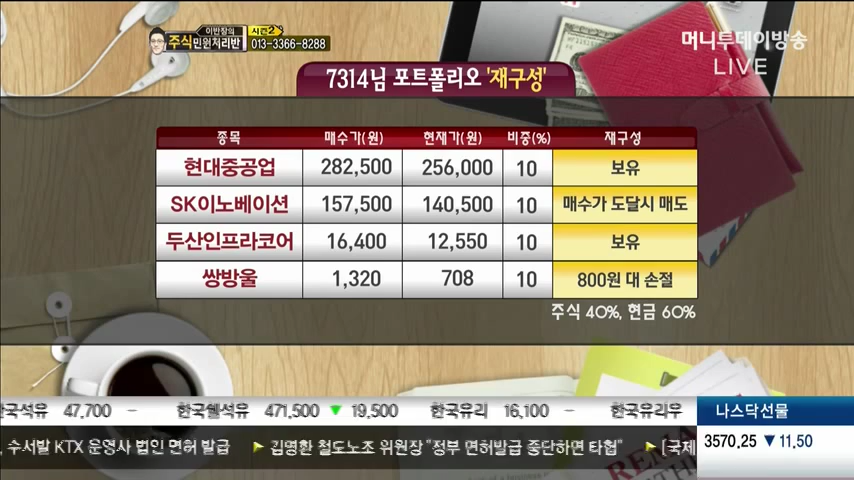 이반장의 시즌2
주식민원처리반 013-3366-8288
머니투데이방송
LIVE
7314님 포트폴리오 '재구성'
종목 매수가(원) 현재가(원) 비중(%) 재구성
현대중공업 282,500 256,000 10 보유
SK이노베이션 157,500 140,500 10 매수가 도달시 매도
두산인프라코어 16,400 12,550 10 보유
쌍방울 1,320 708 10 800원 대 손절
주식 40%, 현금 60%
한국석유 47,700 – 한국쉘석유 471,500 ▼ 19,500 한국유리 16,100 – 한국유리우
나스닥선물
3570.25 ▼11.50
, 수서발 KTX 운영사 법인 면허 발급 ▶ 김명환 철도노조 위원장 "정부 면허발급 중단하면 타협" ▶ [국제